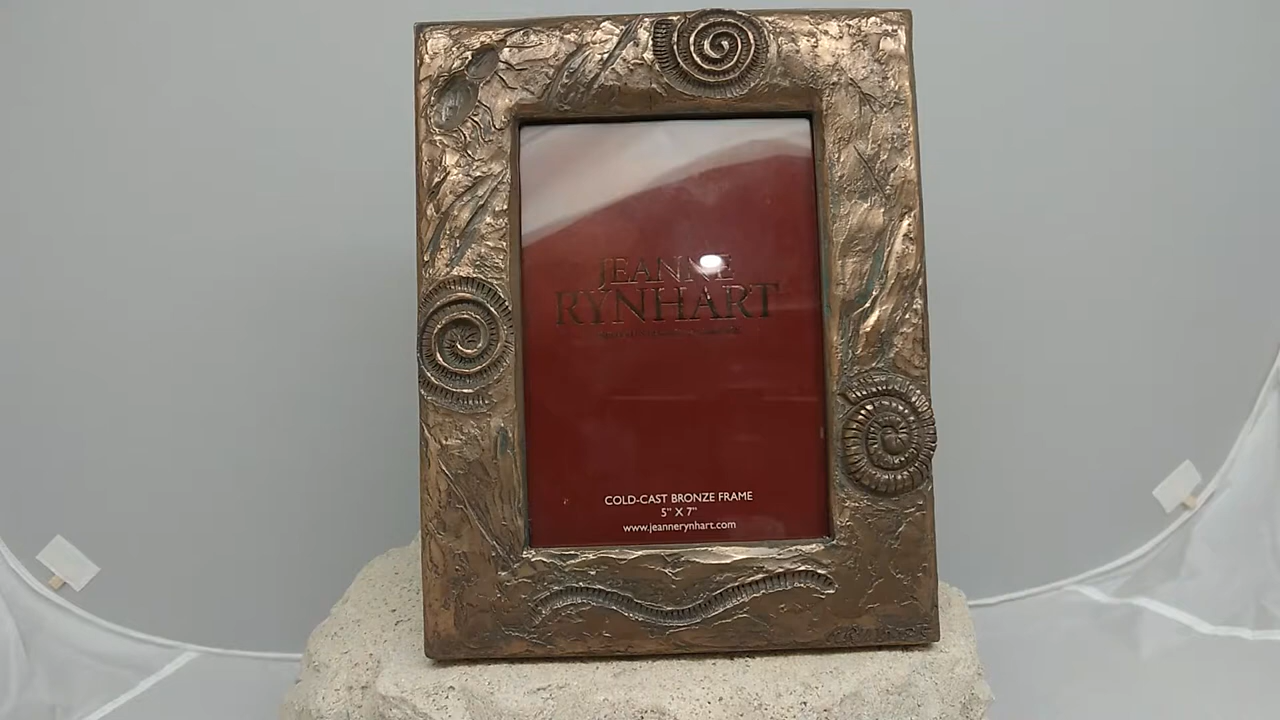 JEANNE
RYNHART
COLD-CAST BRONZE FRAME
5" X 7"
www.jeannerynhart.com